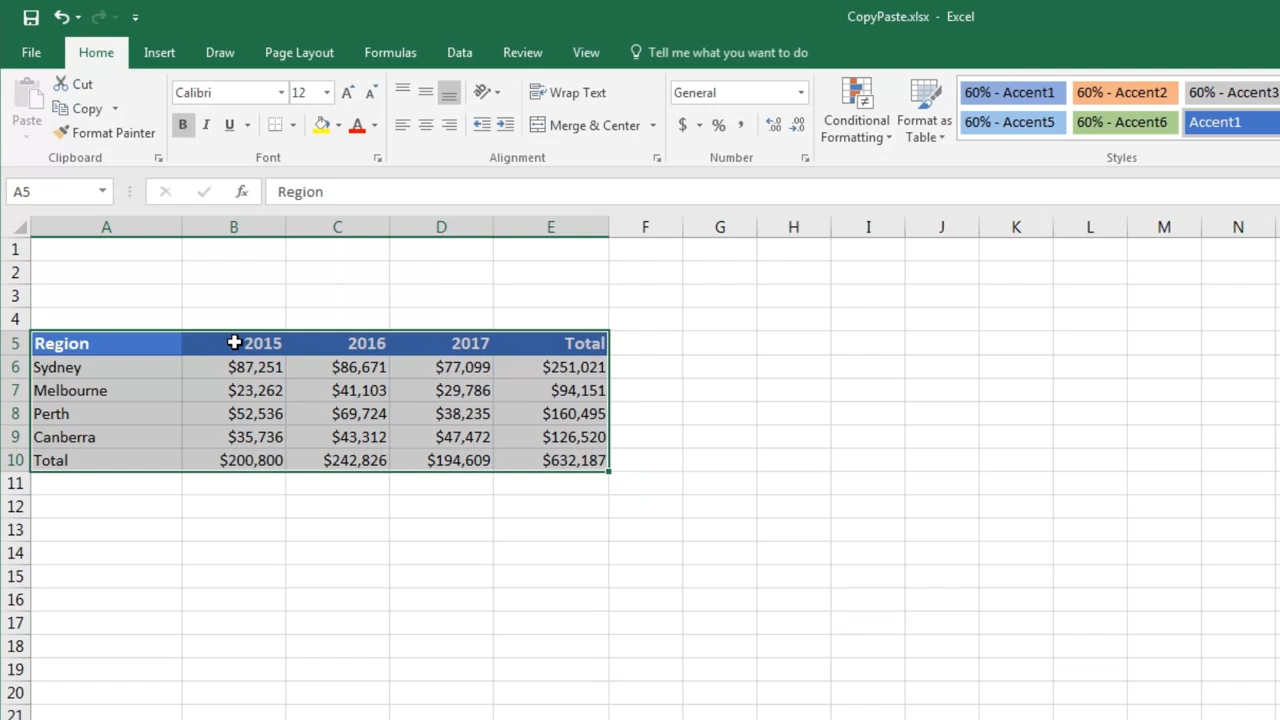 CopyPaste.xlsx - Excel
File Home Insert Draw Page Layout Formulas Data Review View Tell me what you want to do
Paste
Cut
Copy
Format Painter
Clipboard
Calibri 12
B I U
Font
Wrap Text
Merge & Center
Alignment
General
$ % ,
Number
Conditional Formatting
Format as Table
60% - Accent1 60% - Accent2 60% - Accent3
60% - Accent5 60% - Accent6 Accent1
Styles
A5 fx Region
A B C D E F G H I J K L M N
1
2
3
4
5 Region 2015 2016 2017 Total
6 Sydney $87,251 $86,671 $77,099 $251,021
7 Melbourne $23,262 $41,103 $29,786 $94,151
8 Perth $52,536 $69,724 $38,235 $160,495
9 Canberra $35,736 $43,312 $47,472 $126,520
10 Total $200,800 $242,826 $194,609 $632,187
11
12
13
14
15
16
17
18
19
20
21